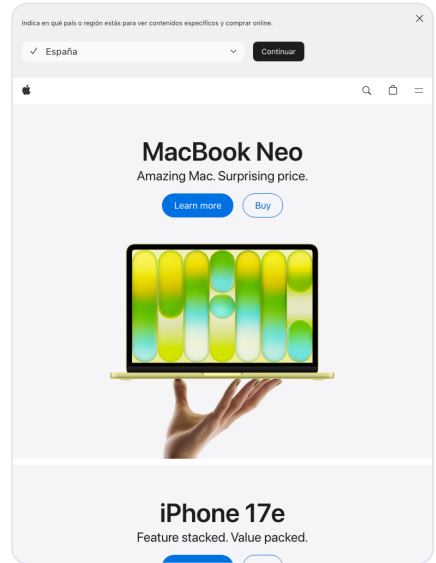 Indica en qué país o región estás para ver contenidos específicos y comprar online.
España
Continuar
MacBook Neo
Amazing Mac. Surprising price.
Learn more
Buy
iPhone 17e
Feature stacked. Value packed.